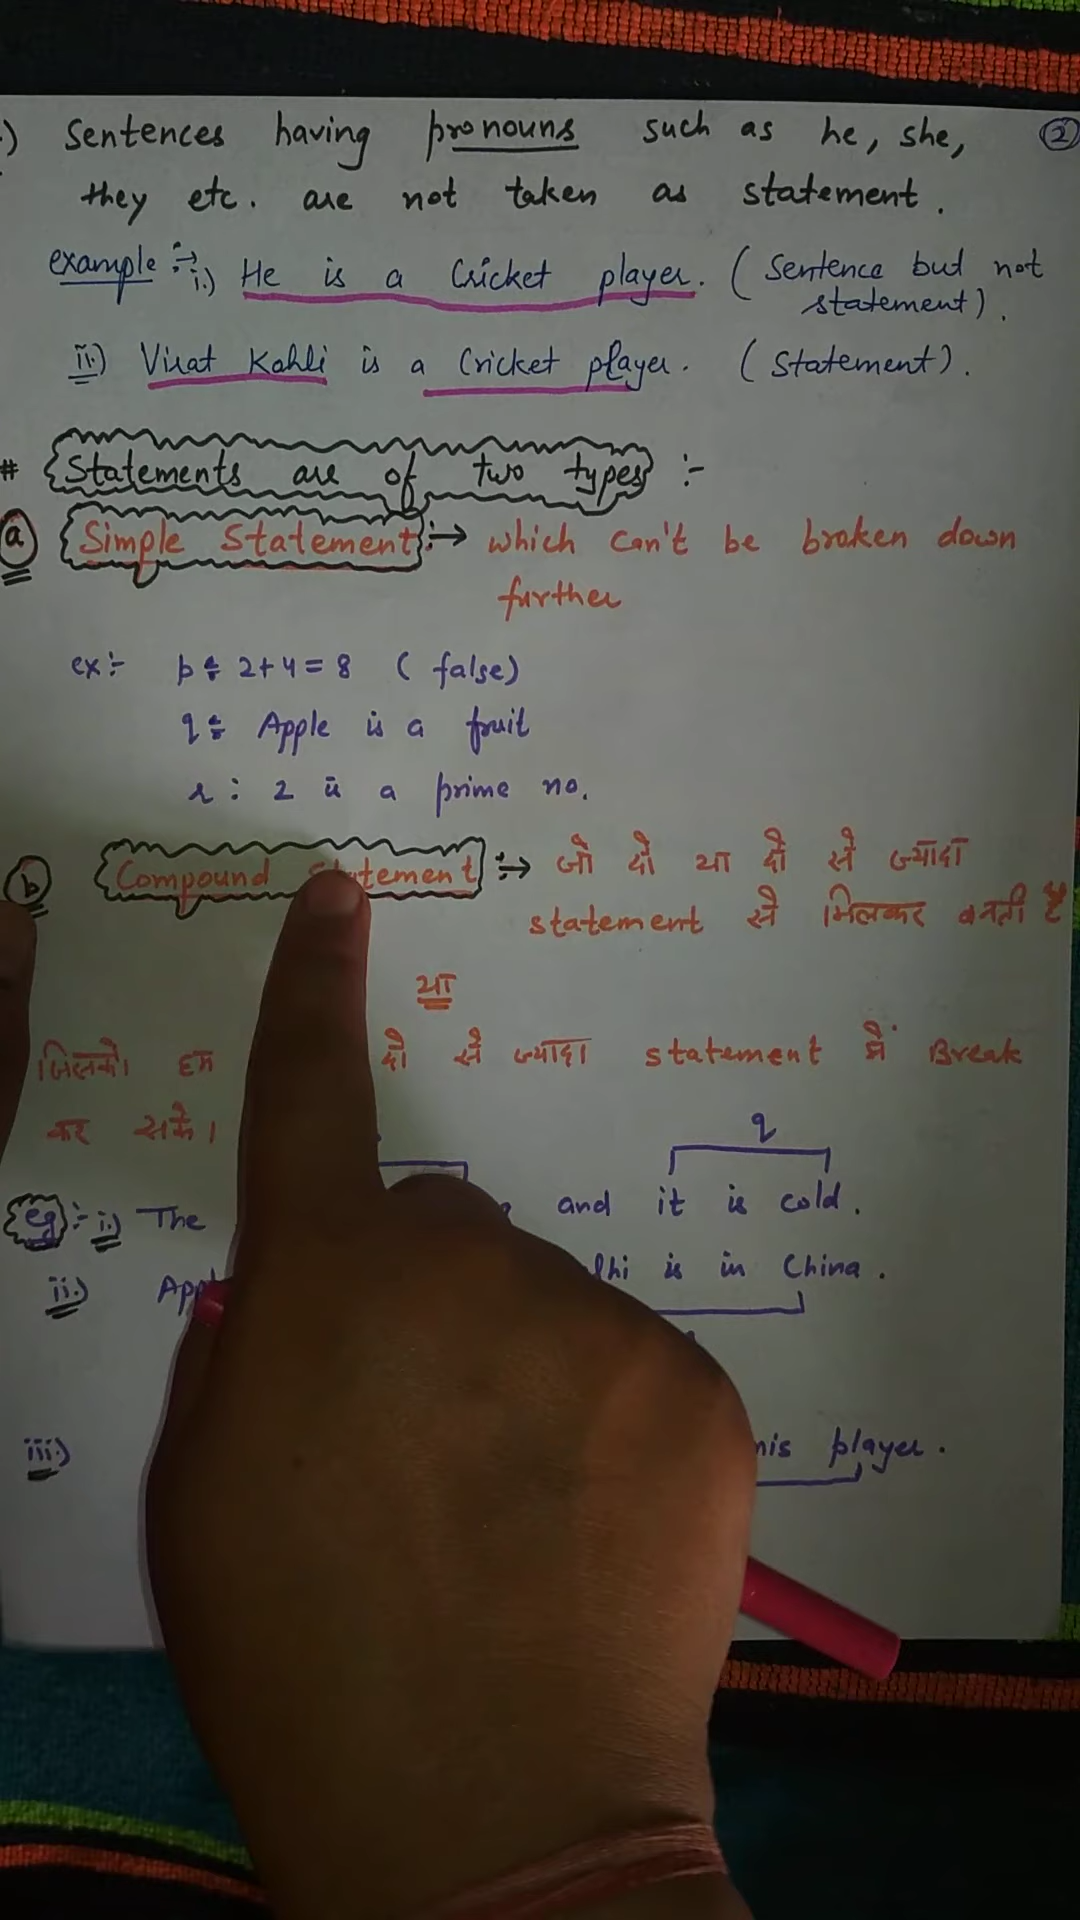 .) Sentences having pronouns such as he, she, ②
they etc. are not taken as statement.
example :→ i.) He is a Cricket player. (Sentence but not statement).
ii.) Virat Kohli is a Cricket player. (Statement).
# Statements are of two types :-
ⓐ Simple Statement :→ which can't be broken down
further
ex:- p : 2+4=8 (false)
q : Apple is a fruit
r : 2 is a prime no.
ⓑ Compound Statement :→ जो दो या दो से ज्यादा
statement से मिलकर बनती है
या
जिसको हम दो से ज्यादा statement में Break
कर सके।
q
eg :- i.) The and it is cold.
ii.) is in China.
iii.) player.